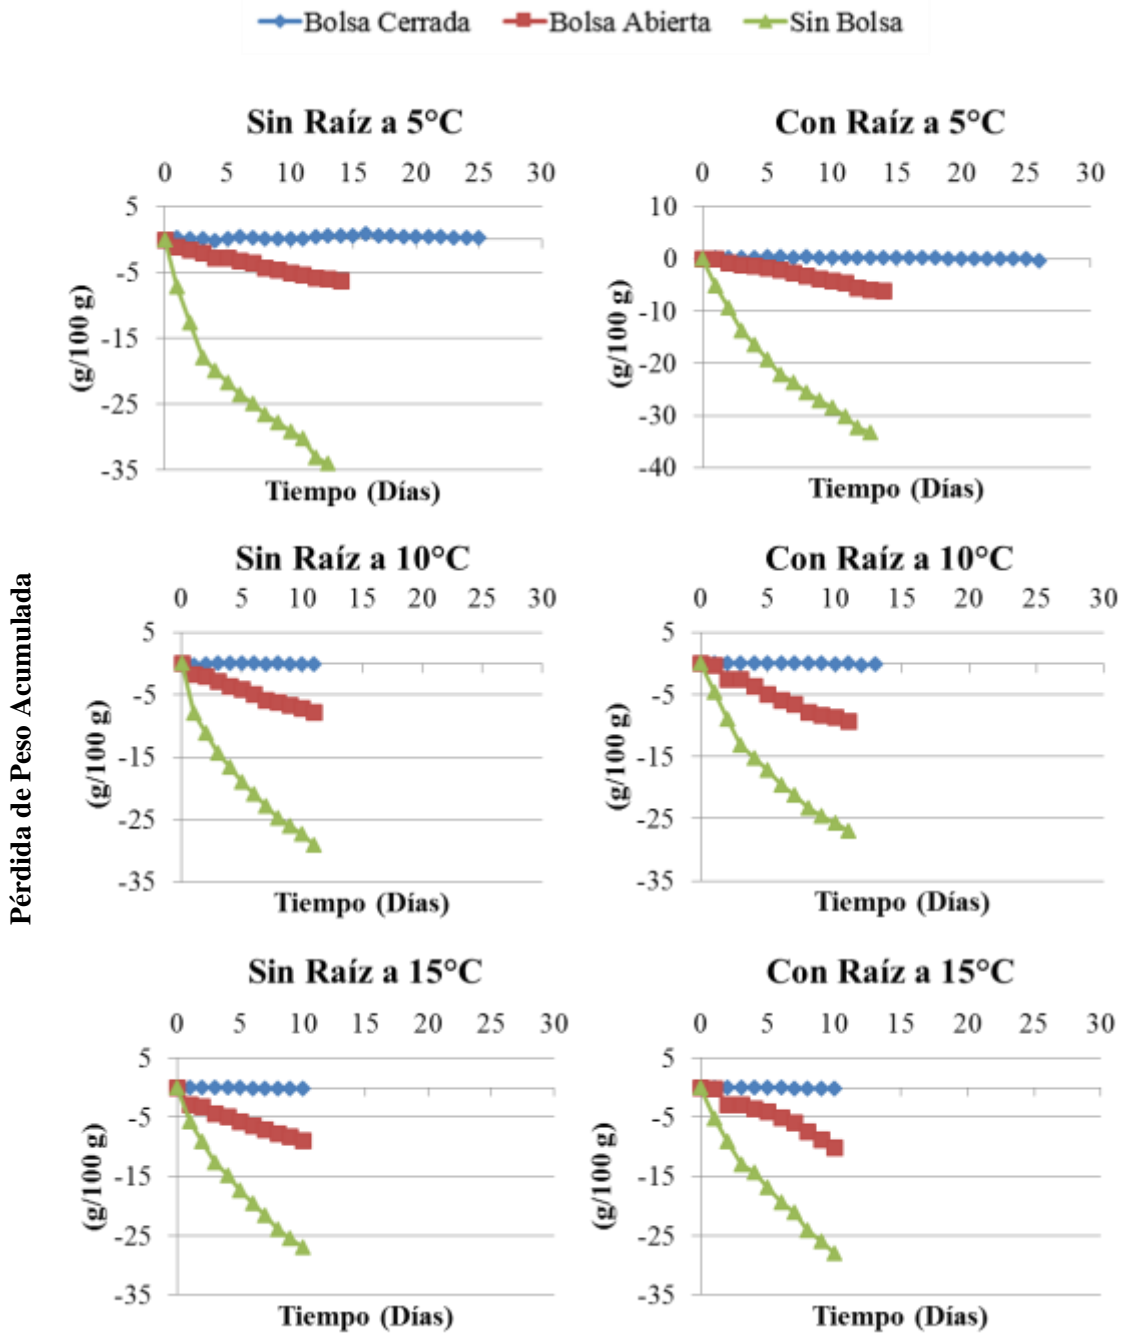 Bolsa Cerrada Bolsa Abierta Sin Bolsa
Pérdida de Peso Acumulada
Sin Raíz a 5°C
0 5 10 15 20 25 30
5
-5
-15
-25
-35
(g/100 g)
Tiempo (Días)
Con Raíz a 5°C
0 5 10 15 20 25 30
10
0
-10
-20
-30
-40
(g/100 g)
Tiempo (Días)
Sin Raíz a 10°C
0 5 10 15 20 25 30
5
-5
-15
-25
-35
(g/100 g)
Tiempo (Días)
Con Raíz a 10°C
0 5 10 15 20 25 30
5
-5
-15
-25
-35
(g/100 g)
Tiempo (Días)
Sin Raíz a 15°C
0 5 10 15 20 25 30
5
-5
-15
-25
-35
(g/100 g)
Tiempo (Días)
Con Raíz a 15°C
0 5 10 15 20 25 30
5
-5
-15
-25
-35
(g/100 g)
Tiempo (Días)